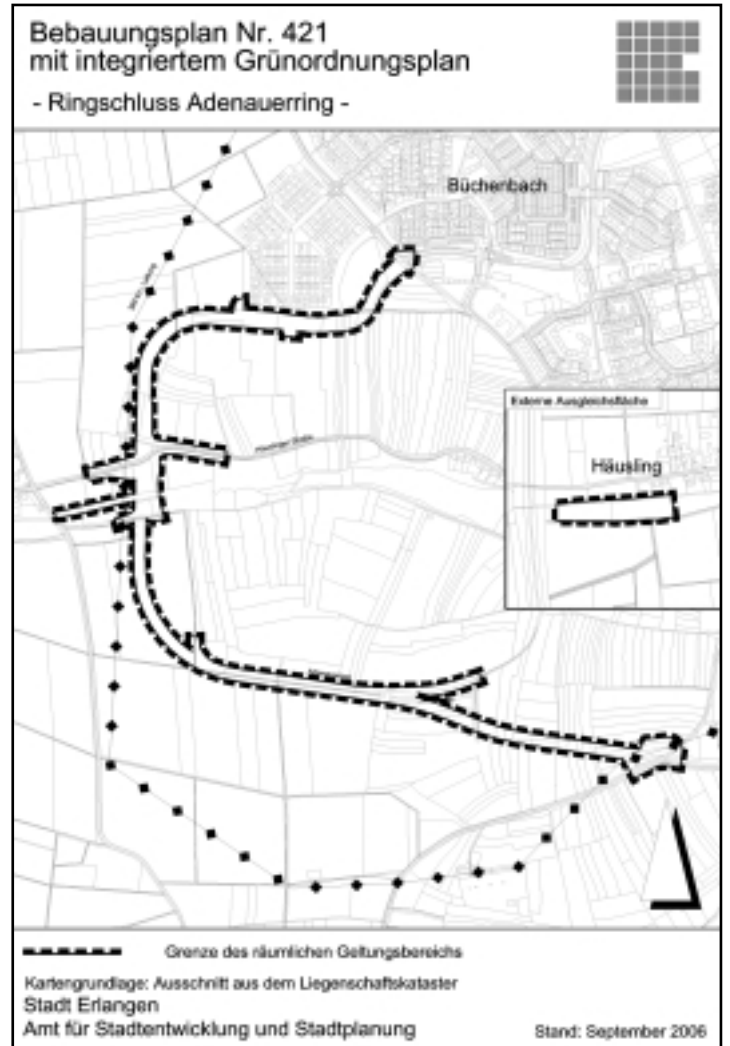 Bebauungsplan Nr. 421
mit integriertem Grünordnungsplan
- Ringschluss Adenauerring -
Büchenbach
Externe Ausgleichsfläche
Häusling
Grenze des räumlichen Geltungsbereichs
Kartengrundlage: Ausschnitt aus dem Liegenschaftskataster
Stadt Erlangen
Amt für Stadtentwicklung und Stadtplanung
Stand: September 2006